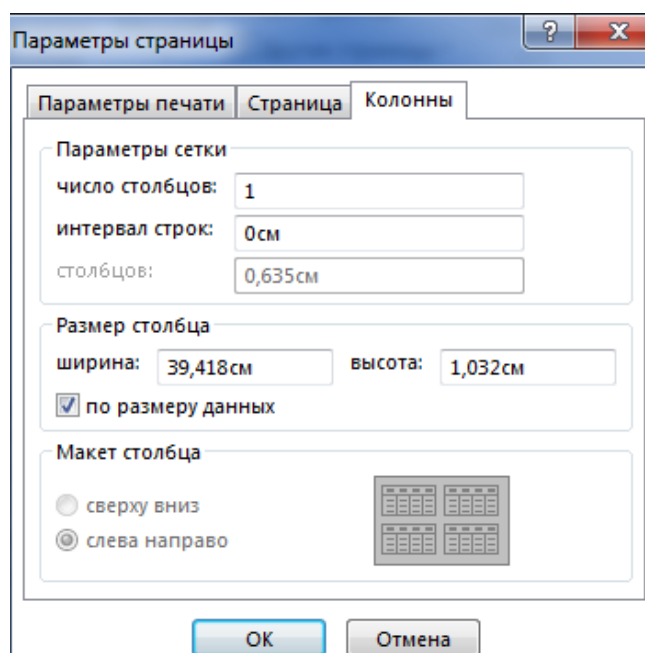 Параметры страницы
Параметры печати Страница Колонны
Параметры сетки
число столбцов: 1
интервал строк: 0см
столбцов: 0,635см
Размер столбца
ширина: 39,418см высота: 1,032см
по размеру данных
Макет столбца
сверху вниз
слева направо
ОК Отмена